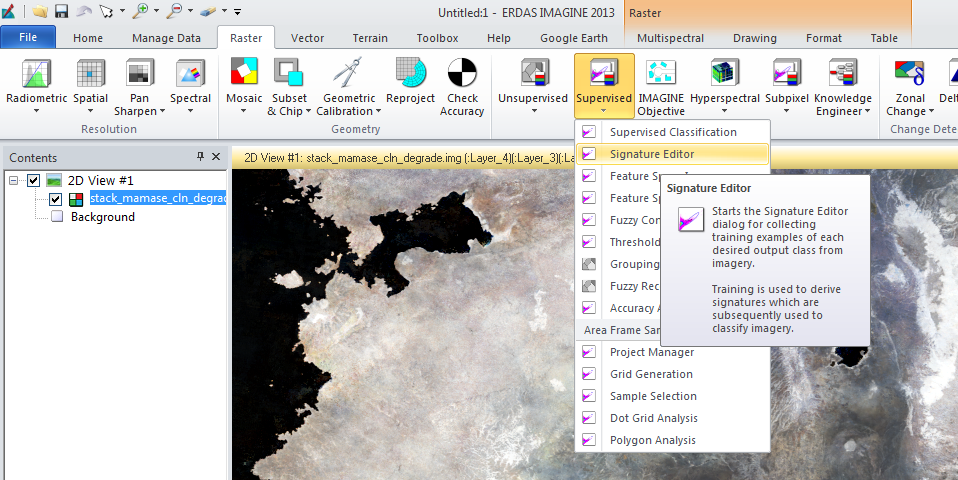 Untitled:1 - ERDAS IMAGINE 2013
Raster
File
Home
Manage Data
Raster
Vector
Terrain
Toolbox
Help
Google Earth
Multispectral
Drawing
Format
Table
Radiometric
Spatial
Pan
Sharpen
Spectral
Mosaic
Subset
& Chip
Geometric
Calibration
Reproject
Check
Accuracy
Unsupervised
Supervised
IMAGINE
Objective
Hyperspectral
Subpixel
Knowledge
Engineer
Zonal
Change
Resolution
Geometry
Change
Contents
2D View #1
stack_mamase_cln_degrad
Background
2D View #1: stack_mamase_cln_degrade.img (:Layer_4)(:Layer_3)(:La
Supervised Classification
Signature Editor
Feature
Feature
Fuzzy
Threshold
Grouping
Fuzzy
Accuracy
Area Frame
Project Manager
Grid Generation
Sample Selection
Dot Grid Analysis
Polygon Analysis
Signature Editor
Starts the Signature Editor
dialog for collecting
training examples of each
desired output class from
imagery.
Training is used to derive
signatures which are
subsequently used to
classify imagery.